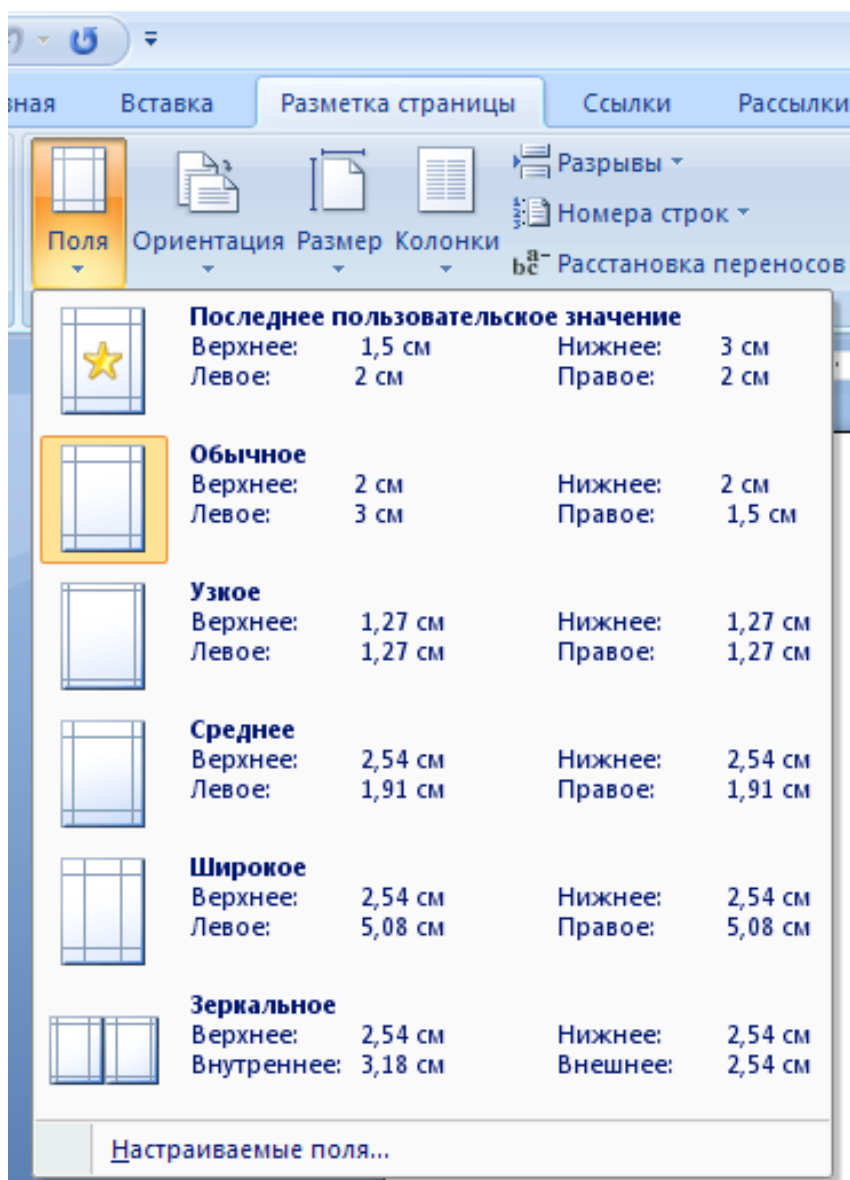 вная Вставка Разметка страницы Ссылки Рассылки
Разрывы
Номера строк
Поля Ориентация Размер Колонки
Расстановка переносов
Последнее пользовательское значение
Верхнее: 1,5 см Нижнее: 3 см
Левое: 2 см Правое: 2 см
Обычное
Верхнее: 2 см Нижнее: 2 см
Левое: 3 см Правое: 1,5 см
Узкое
Верхнее: 1,27 см Нижнее: 1,27 см
Левое: 1,27 см Правое: 1,27 см
Среднее
Верхнее: 2,54 см Нижнее: 2,54 см
Левое: 1,91 см Правое: 1,91 см
Широкое
Верхнее: 2,54 см Нижнее: 2,54 см
Левое: 5,08 см Правое: 5,08 см
Зеркальное
Верхнее: 2,54 см Нижнее: 2,54 см
Внутреннее: 3,18 см Внешнее: 2,54 см
Настраиваемые поля...